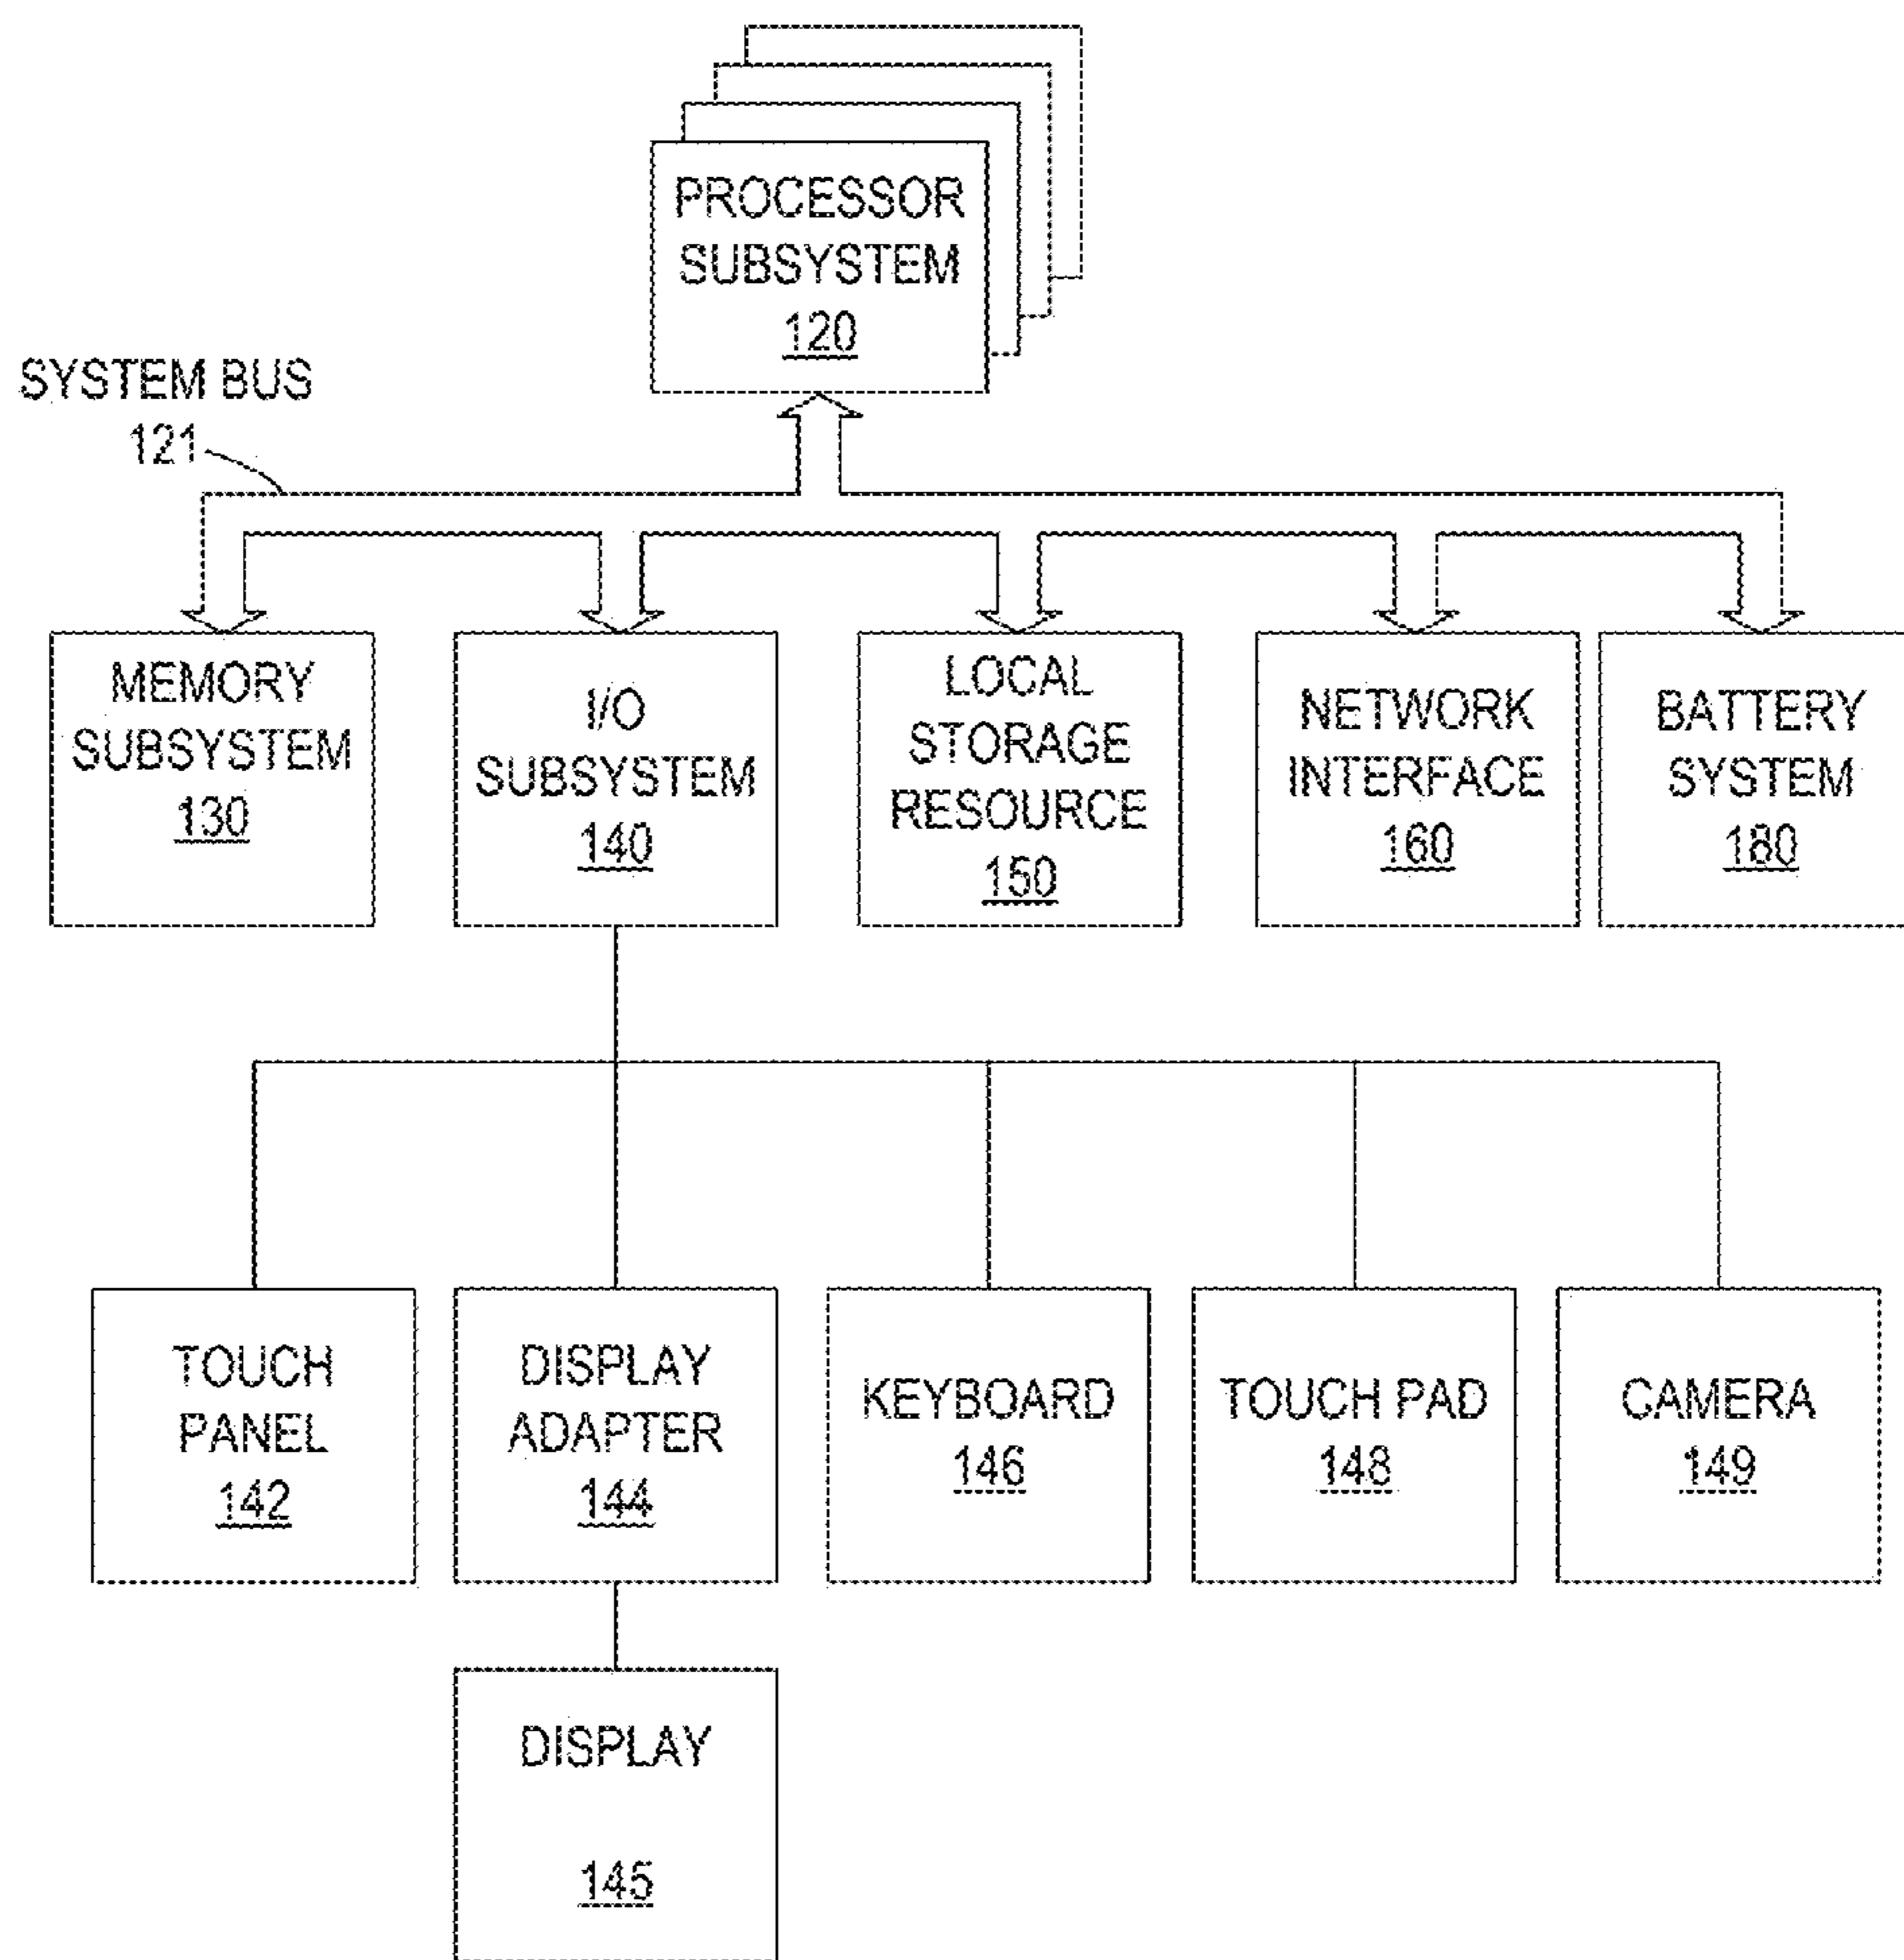 PROCESSOR
SUBSYSTEM
120
SYSTEM BUS
121
MEMORY
SUBSYSTEM
130
I/O
SUBSYSTEM
140
LOCAL
STORAGE
RESOURCE
150
NETWORK
INTERFACE
160
BATTERY
SYSTEM
180
TOUCH
PANEL
142
DISPLAY
ADAPTER
144
KEYBOARD
146
TOUCH PAD
148
CAMERA
149
DISPLAY
145